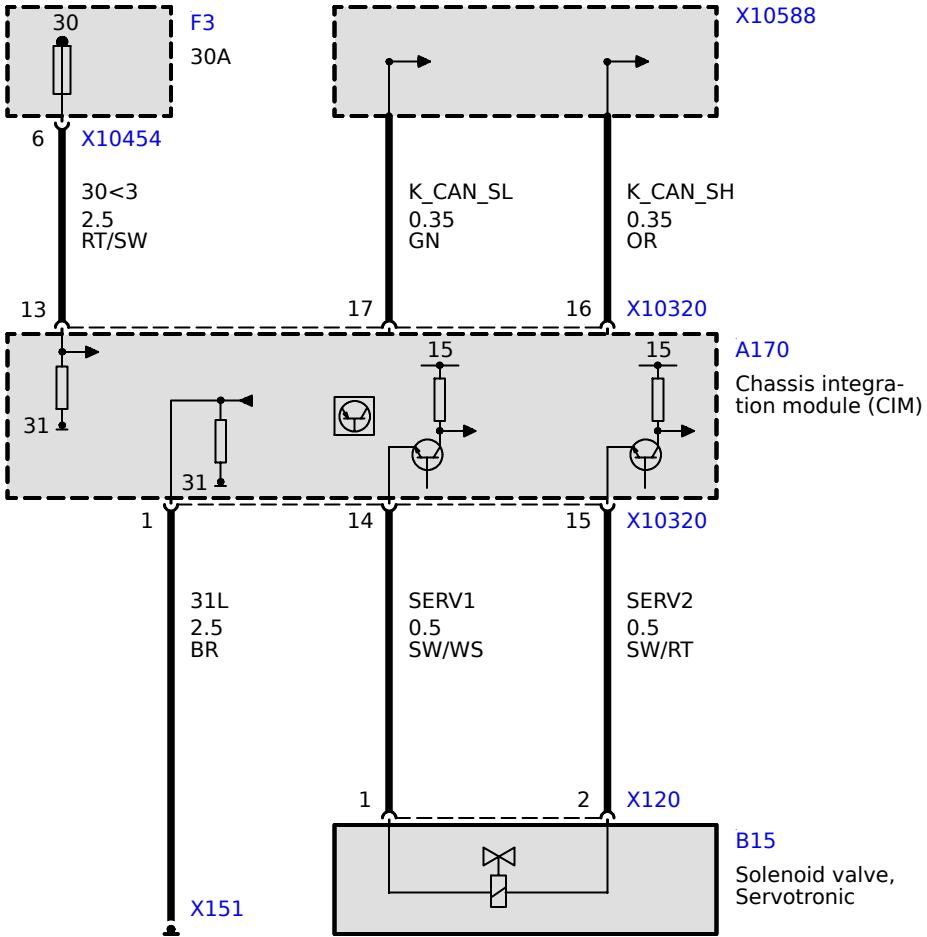 30
F3
30A
X10588
6
X10454
30<3
2.5
RT/SW
K_CAN_SL
0.35
GN
K_CAN_SH
0.35
OR
13
17
16
X10320
15
15
A170
Chassis integra-
tion module (CIM)
31
31
1
14
15
X10320
31L
2.5
BR
SERV1
0.5
SW/WS
SERV2
0.5
SW/RT
1
2
X120
B15
Solenoid valve,
Servotronic
X151